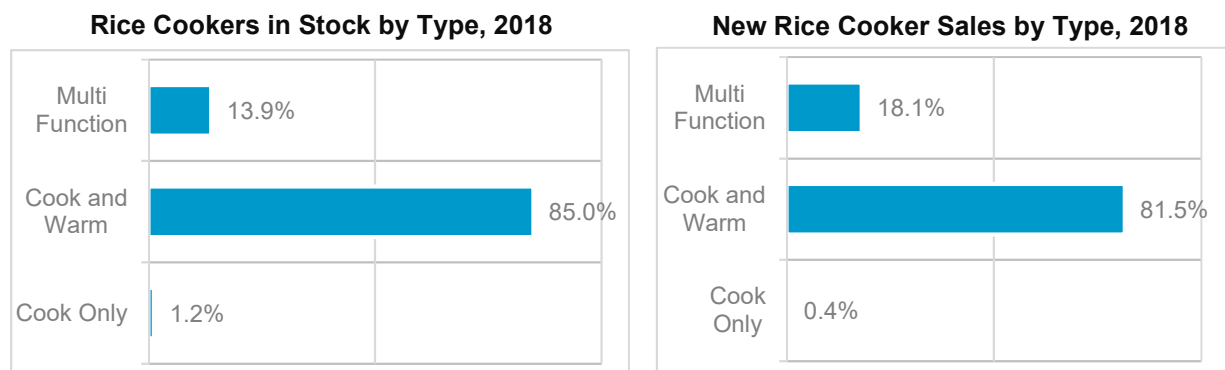 Rice Cookers in Stock by Type, 2018
Multi
Function
13.9%
Cook and
Warm
85.0%
Cook Only
1.2%
New Rice Cooker Sales by Type, 2018
Multi
Function
18.1%
Cook and
Warm
81.5%
Cook
Only
0.4%